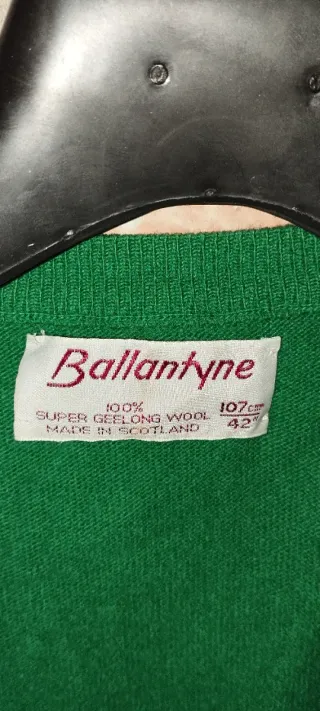 Ballantyne
100%
SUPER GEELONG WOOL
MADE IN SCOTLAND
107cm
42"